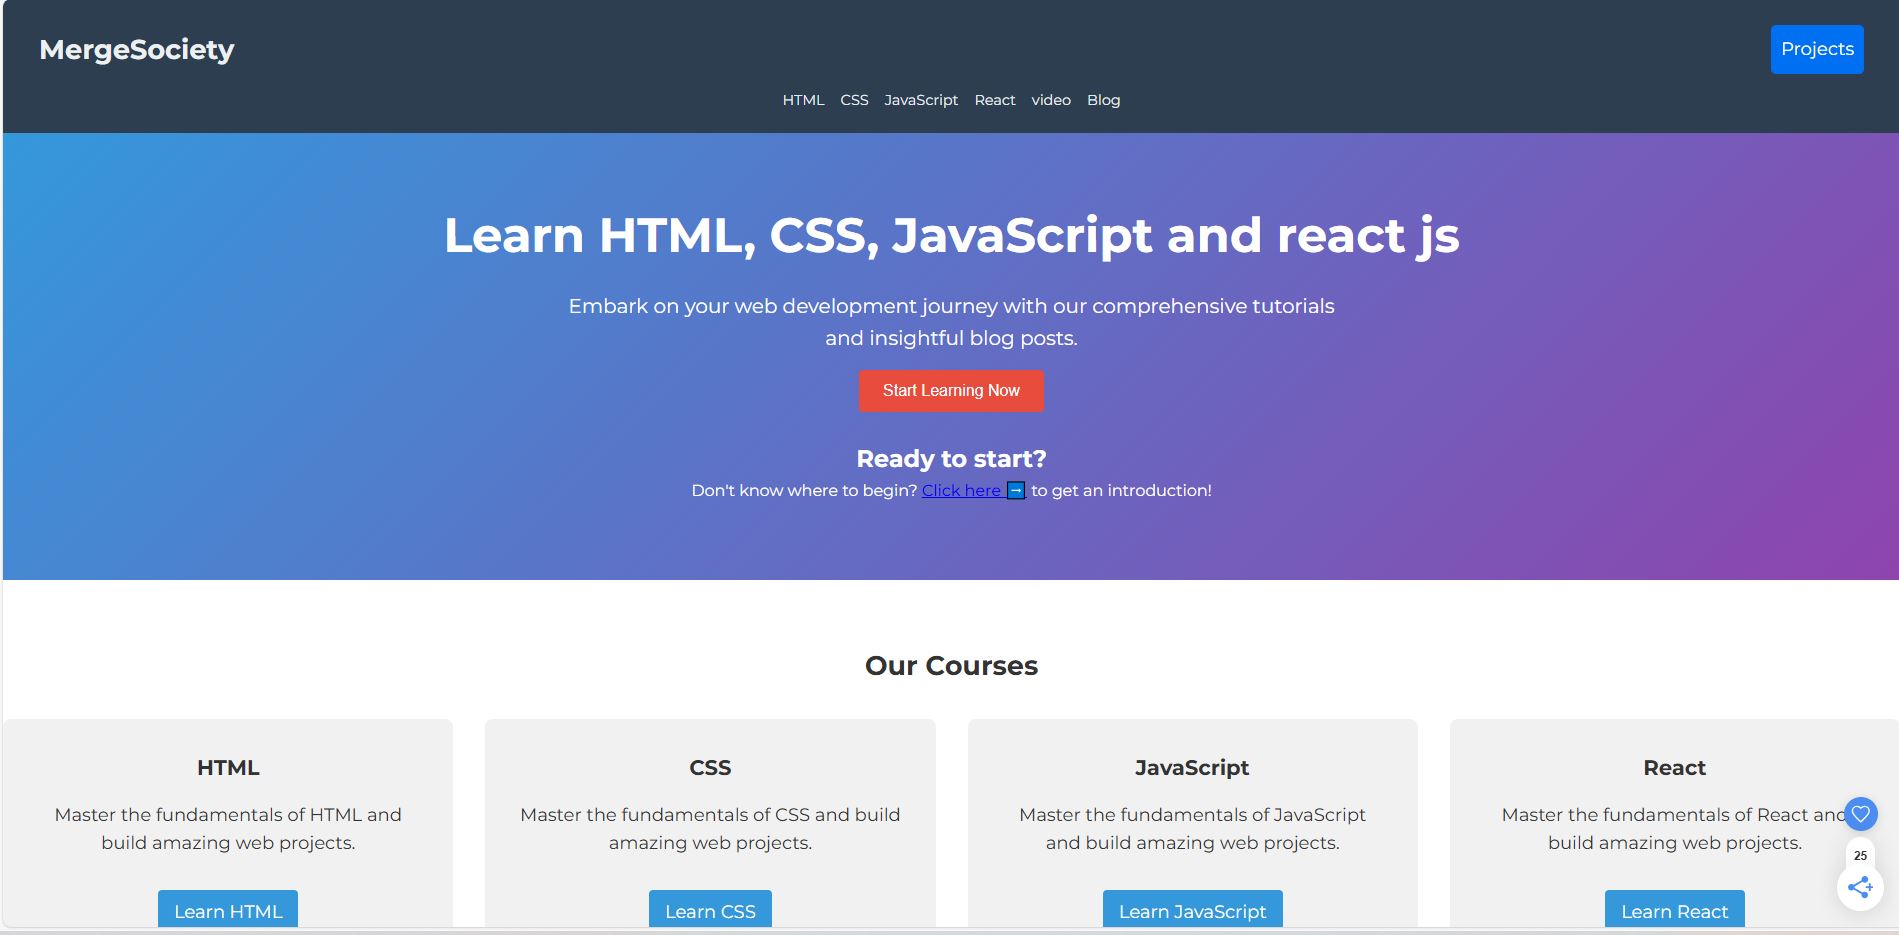 MergeSociety
Projects
HTML CSS JavaScript React video Blog
Learn HTML, CSS, JavaScript and react js
Embark on your web development journey with our comprehensive tutorials
and insightful blog posts.
Start Learning Now
Ready to start?
Don't know where to begin? Click here ➡ to get an introduction!
Our Courses
HTML
Master the fundamentals of HTML and
build amazing web projects.
Learn HTML
CSS
Master the fundamentals of CSS and build
amazing web projects.
Learn CSS
JavaScript
Master the fundamentals of JavaScript
and build amazing web projects.
Learn JavaScript
React
Master the fundamentals of React and
build amazing web projects.
Learn React
25